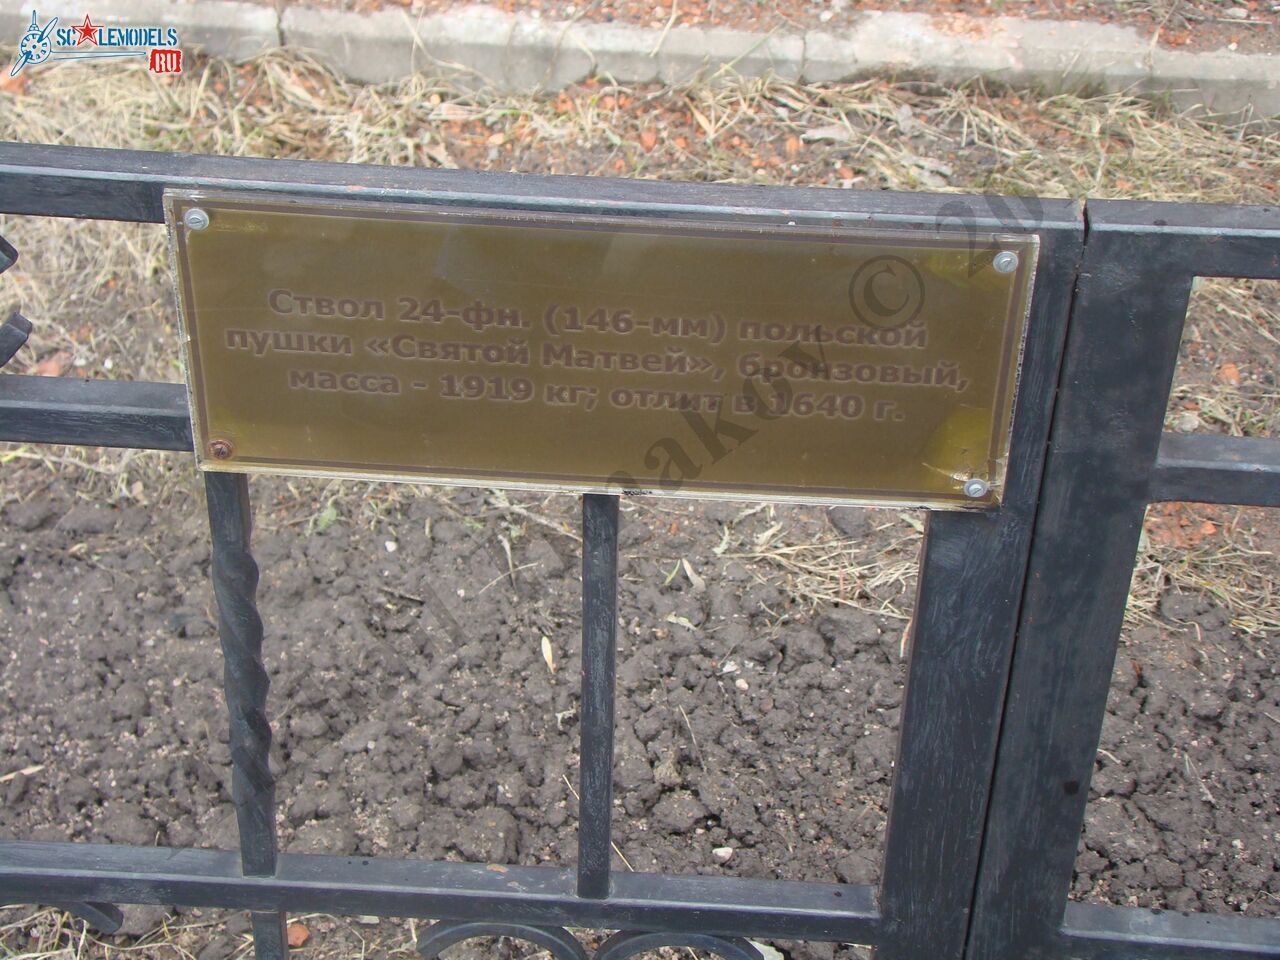 SCALEMODELS
.RU
Ствол 24-фн. (146-мм) польской
пушки «Святой Матвей», бронзовый,
масса - 1919 кг; отлит в 1640 г.